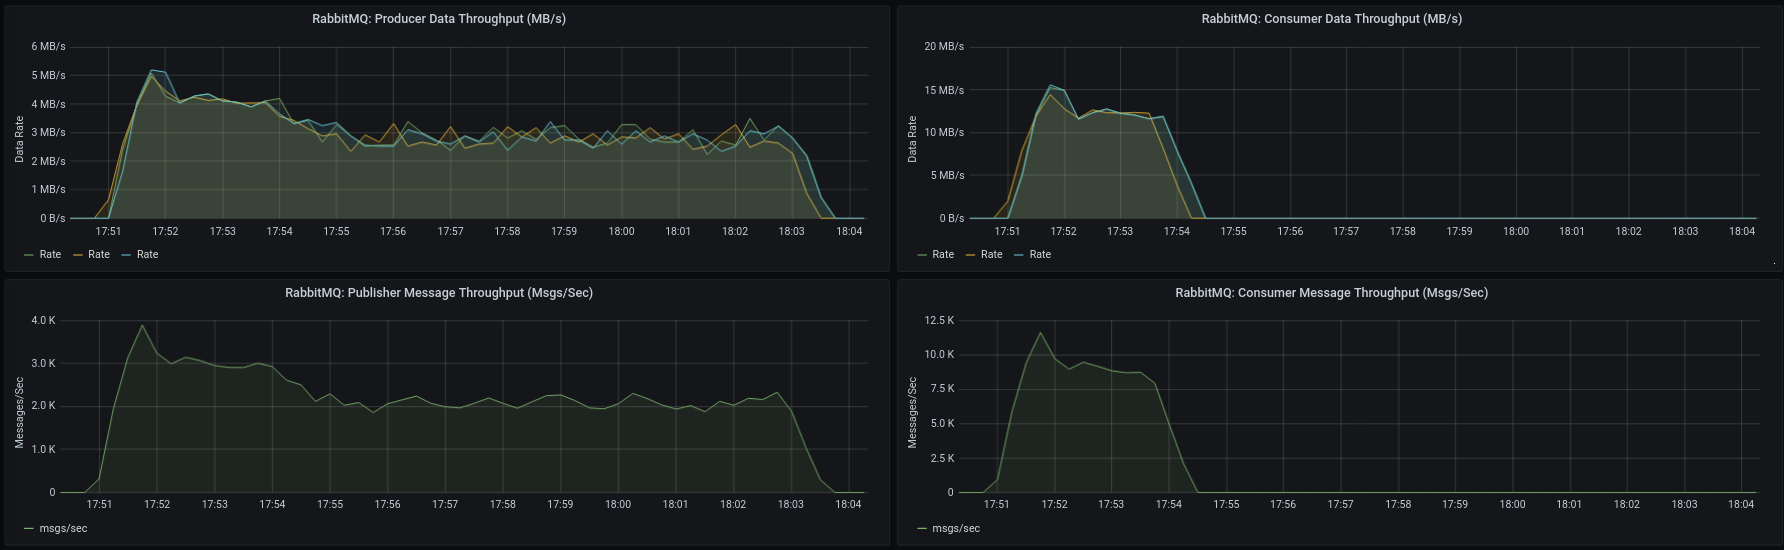 RabbitMQ: Producer Data Throughput (MB/s)
6 MB/s
5 MB/s
4 MB/s
3 MB/s
2 MB/s
1 MB/s
0 B/s
Data Rate
17:51 17:52 17:53 17:54 17:55 17:56 17:57 17:58 17:59 18:00 18:01 18:02 18:03 18:04
Rate Rate Rate
RabbitMQ: Consumer Data Throughput (MB/s)
20 MB/s
15 MB/s
10 MB/s
5 MB/s
0 B/s
Data Rate
17:51 17:52 17:53 17:54 17:55 17:56 17:57 17:58 17:59 18:00 18:01 18:02 18:03 18:04
Rate Rate Rate
RabbitMQ: Publisher Message Throughput (Msgs/Sec)
4.0 K
3.0 K
2.0 K
1.0 K
0
Messages/Sec
17:51 17:52 17:53 17:54 17:55 17:56 17:57 17:58 17:59 18:00 18:01 18:02 18:03 18:04
msgs/sec
RabbitMQ: Consumer Message Throughput (Msgs/Sec)
12.5 K
10.0 K
7.5 K
5.0 K
2.5 K
0
Messages/Sec
17:51 17:52 17:53 17:54 17:55 17:56 17:57 17:58 17:59 18:00 18:01 18:02 18:03 18:04
msgs/sec